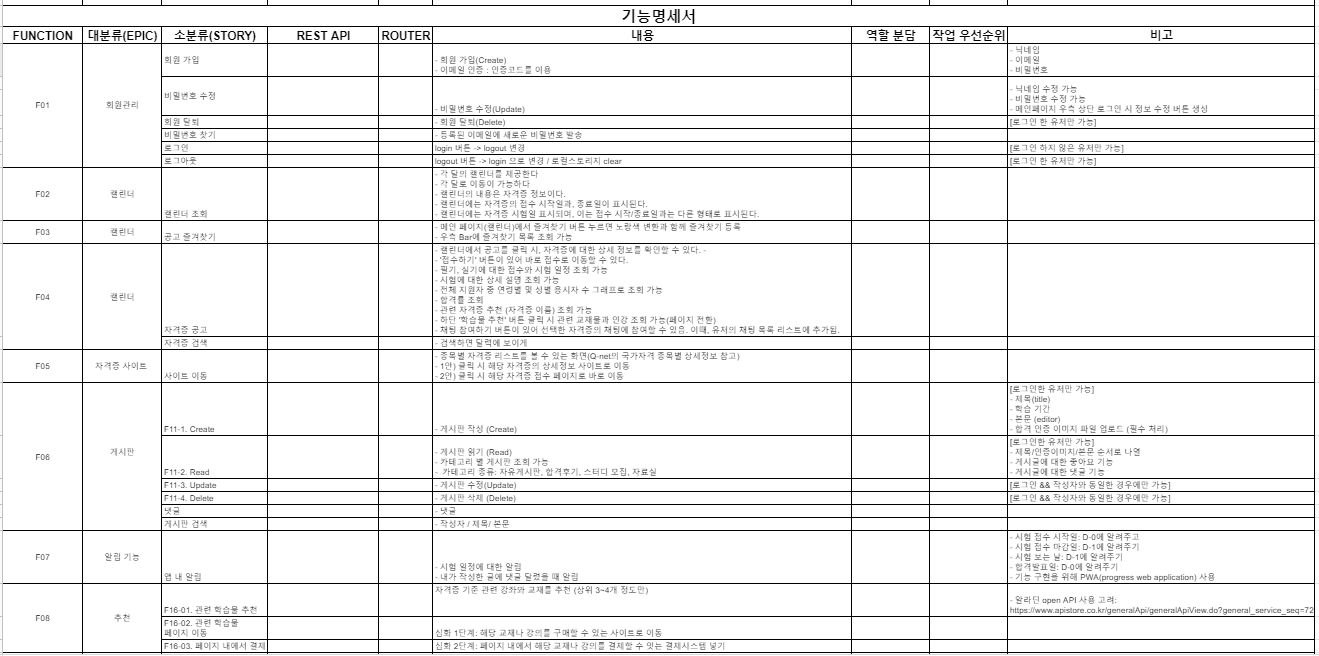 기능명세서
FUNCTION 대분류(EPIC) 소분류(STORY) REST API ROUTER 내용 역할 분담 작업 우선순위 비고
F01 회원관리
회원 가입
- 회원 가입(Create)
- 이메일 인증 : 인증코드를 이용
- 닉네임
- 이메일
- 비밀번호
비밀번호 수정
- 비밀번호 수정(Update)
- 닉네임 수정 가능
- 비밀번호 수정 가능
- 메인페이지 우측 상단 로그인 시 정보 수정 버튼 생성
회원 탈퇴 - 회원 탈퇴(Delete) [로그인 한 유저만 가능]
비밀번호 찾기 - 등록된 이메일에 새로운 비밀번호 발송
로그인 login 버튼 -> logout 변경 [로그인 하지 않은 유저만 가능]
로그아웃 logout 버튼 -> login 으로 변경 / 로컬스토리지 clear [로그인 한 유저만 가능]
F02 캘린더
캘린더 조회
- 각 달의 캘린더를 제공한다
- 각 달로 이동이 가능하다
- 캘린더의 내용은 자격증 정보이다.
- 캘린더에는 자격증의 접수 시작일과, 종료일이 표시된다.
- 캘린더에는 자격증 시험일 표시되며, 이는 접수 시작/종료일과는 다른 형태로 표시된다.
F03 캘린더
공고 즐겨찾기
- 메인 페이지(캘린더)에서 즐겨찾기 버튼 누르면 노랑색 변환과 함께 즐겨찾기 등록
- 우측 Bar에 즐겨찾기 목록 조회 가능
F04 캘린더
자격증 공고
- 캘린더에서 공고를 클릭 시, 자격증에 대한 상세 정보를 확인할 수 있다. -
- '접수하기' 버튼이 있어 바로 접수로 이동할 수 있다.
- 필기, 실기에 대한 접수와 시험 일정 조회 가능
- 시험에 대한 상세 설명 조회 가능
- 전체 지원자 중 연령별 및 성별 응시자 수 그래프로 조회 가능
- 합격률 조회
- 관련 자격증 추천 (자격증 이름) 조회 가능
- 하단 '학습물 추천' 버튼 클릭 시 관련 교재물과 인강 조회 가능(페이지 전환)
- 채팅 참여하기 버튼이 있어 선택한 자격증의 채팅에 참여할 수 있음. 이때, 유저의 채팅 목록 리스트에 추가됨.
자격증 검색 - 검색하면 달력에 보이게
F05 자격증 사이트
사이트 이동
- 종목별 자격증 리스트를 볼 수 있는 화면(Q-net의 국가자격 종목별 상세정보 참고)
- 1안) 클릭 시 해당 자격증의 상세정보 사이트로 이동
- 2안) 클릭 시 해당 자격증 접수 페이지로 바로 이동
F06 게시판
F11-1. Create
- 게시판 작성 (Create)
[로그인한 유저만 가능]
- 제목(title)
- 학습 기간
- 본문 (editor)
- 합격 인증 이미지 파일 업로드 (필수 처리)
F11-2. Read
- 게시판 읽기 (Read)
- 카테고리 별 게시판 조회 가능
- 카테고리 종류: 자유게시판, 합격후기, 스터디 모집, 자료실
[로그인한 유저만 가능]
- 제목/인증이미지/본문 순서로 나열
- 게시글에 대한 좋아요 기능
- 게시글에 대한 댓글 기능
F11-3. Update - 게시판 수정(Update) [로그인 && 작성자와 동일한 경우에만 가능]
F11-4. Delete - 게시판 삭제 (Delete) [로그인 && 작성자와 동일한 경우에만 가능]
댓글 - 댓글
게시판 검색 - 작성자 / 제목/ 본문
F07 알림 기능
앱 내 알림
- 시험 일정에 대한 알림
- 내가 작성한 글에 댓글 달렸을 때 알림
- 시험 접수 시작일: D-0에 알려주고
- 시험 접수 마감일: D-1에 알려주기
- 시험 보는 날: D-1에 알려주기
- 합격발표일: D-0에 알려주기
- 기능 구현을 위해 PWA(progress web application) 사용
F08 추천
F16-01. 관련 학습물 추천
자격증 기준 관련 강좌와 교재를 추천 (상위 3~4개 정도만)
- 알라딘 open API 사용 고려:
https://www.apistore.co.kr/generalApi/generalApiView.do?general_service_seq=72
F16-02. 관련 학습물
페이지 이동
심화 1단계: 해당 교재나 강의를 구매할 수 있는 사이트로 이동
F16-03. 페이지 내에서 결제 심화 2단계: 페이지 내에서 해당 교재나 강의를 결제할 수 잇는 결제시스템 넣기